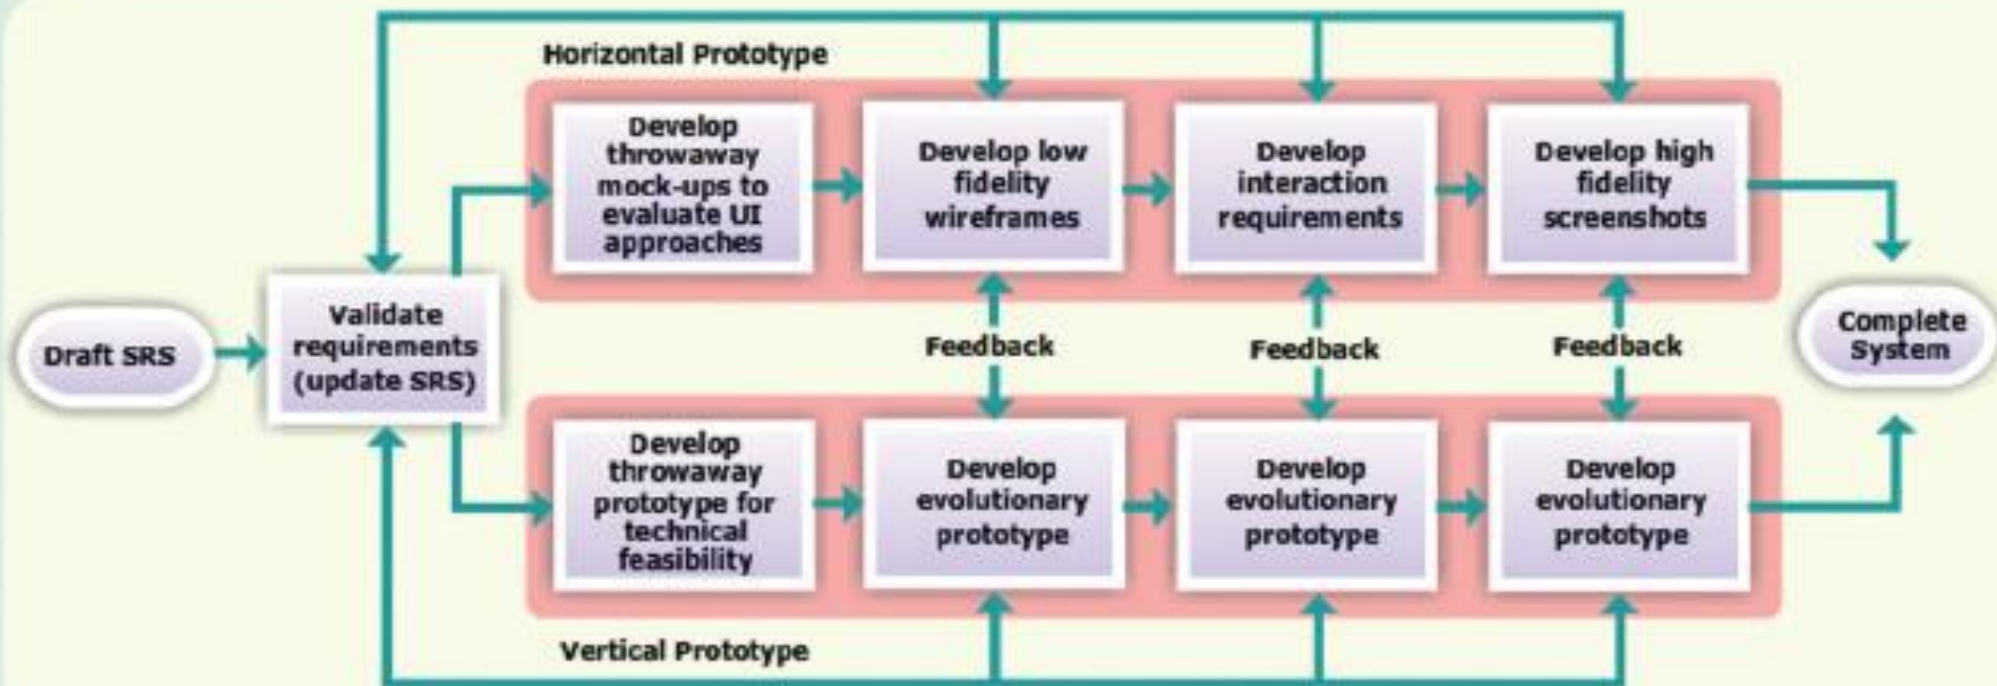 Horizontal Prototype
Develop
throwaway
mock-ups to
evaluate UI
approaches
Develop low
fidelity
wireframes
Develop
interaction
requirements
Develop high
fidelity
screenshots
Draft SRS
Validate
requirements
(update SRS)
Feedback
Feedback
Feedback
Complete
System
Develop
throwaway
prototype for
technical
feasibility
Develop
evolutionary
prototype
Develop
evolutionary
prototype
Develop
evolutionary
prototype
Vertical Prototype